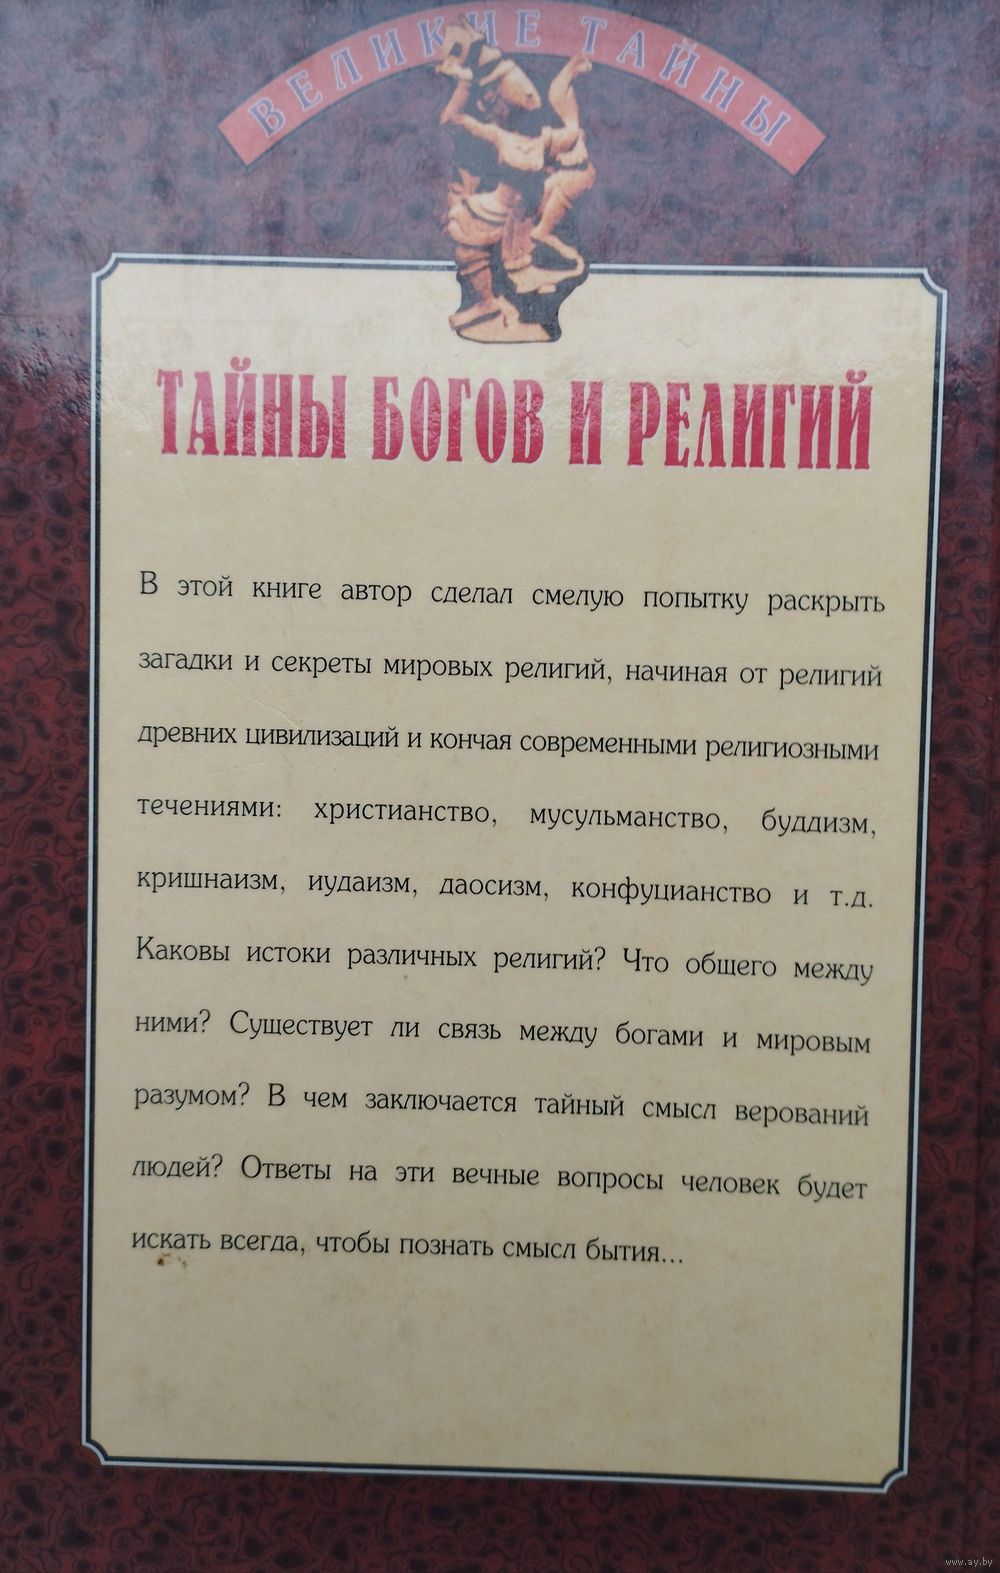 ВЕЛИКИЕ ТАЙНЫ
ТАЙНЫ БОГОВ И РЕЛИГИЙ
В этой книге автор сделал смелую попытку раскрыть
загадки и секреты мировых религий, начиная от религий
древних цивилизаций и кончая современными религиозными
течениями: христианство, мусульманство, буддизм,
кришнаизм, иудаизм, даосизм, конфуцианство и т.д.
Каковы истоки различных религий? Что общего между
ними? Существует ли связь между богами и мировым
разумом? В чем заключается тайный смысл верований
людей? Ответы на эти вечные вопросы человек будет
искать всегда, чтобы познать смысл бытия...
www.ay.by